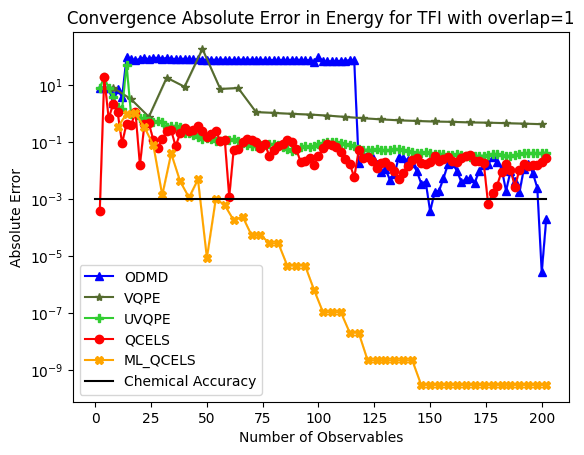 Convergence Absolute Error in Energy for TFI with overlap=1
Absolute Error
10¹
10⁻¹
10⁻³
10⁻⁵
10⁻⁷
10⁻⁹
ODMD
VQPE
UVQPE
QCELS
ML_QCELS
Chemical Accuracy
0 25 50 75 100 125 150 175 200
Number of Observables